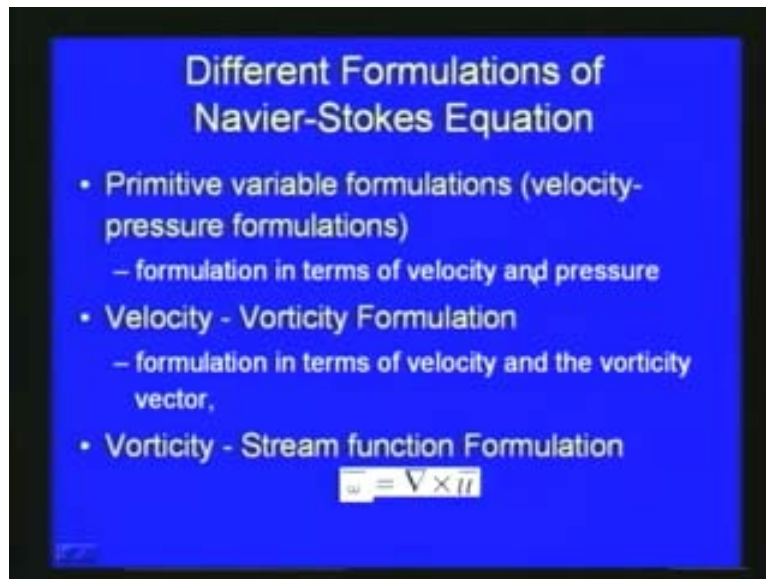 Different Formulations of
Navier-Stokes Equation
• Primitive variable formulations (velocity-
pressure formulations)
– formulation in terms of velocity and pressure
• Velocity - Vorticity Formulation
– formulation in terms of velocity and the vorticity
vector,
• Vorticity - Stream function Formulation
ω = ∇ × u